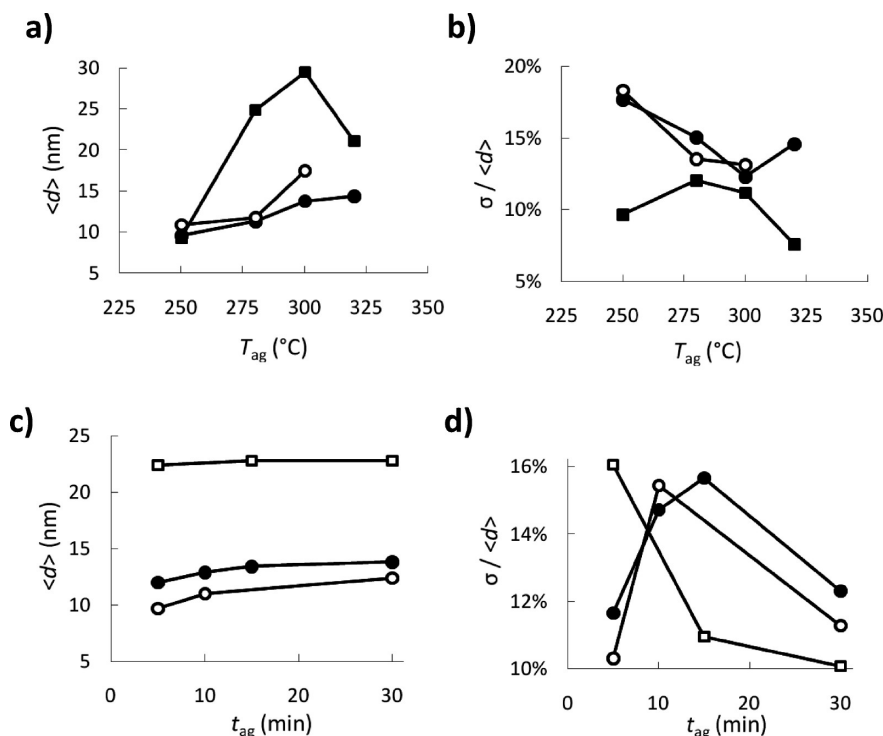 a)
30
25
20
15
10
5
<d> (nm)
225 250 275 300 325 350
Tag (°C)
b)
20%
15%
10%
5%
σ / <d>
225 250 275 300 325 350
Tag (°C)
c)
25
20
15
10
5
<d> (nm)
0 10 20 30
tag (min)
d)
16%
14%
12%
10%
σ / <d>
0 10 20 30
tag (min)